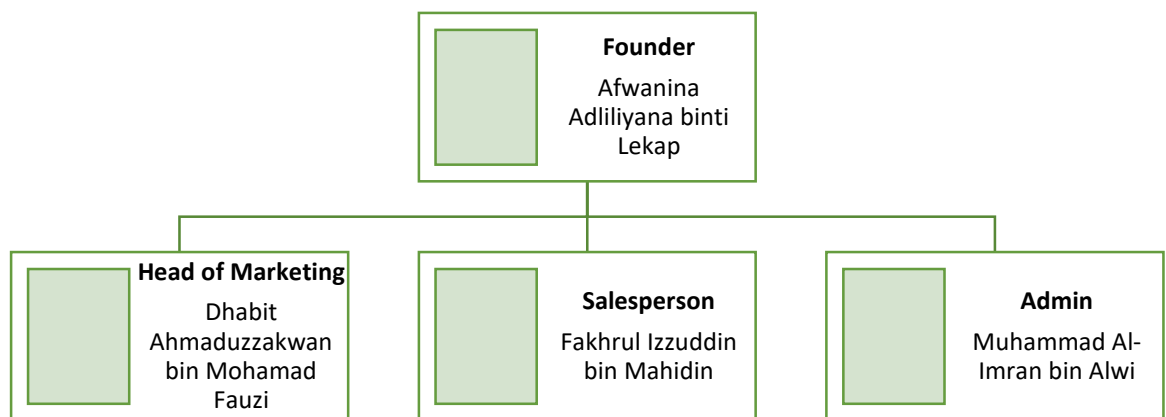 Founder
Afwanina
Adliliyana binti
Lekap
Head of Marketing
Dhabit
Ahmaduzzakwan
bin Mohamad
Fauzi
Salesperson
Fakhrul Izzuddin
bin Mahidin
Admin
Muhammad Al-
Imran bin Alwi